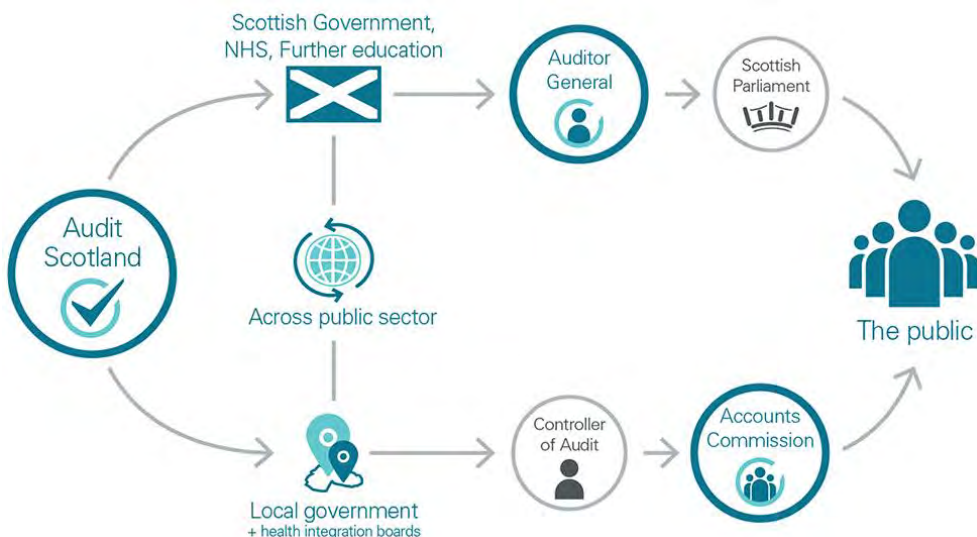 Scottish Government,
NHS, Further education
Auditor
General
Scottish
Parliament
Audit
Scotland
Across public sector
The public
Local government
+ health integration boards
Controller
of Audit
Accounts
Commission